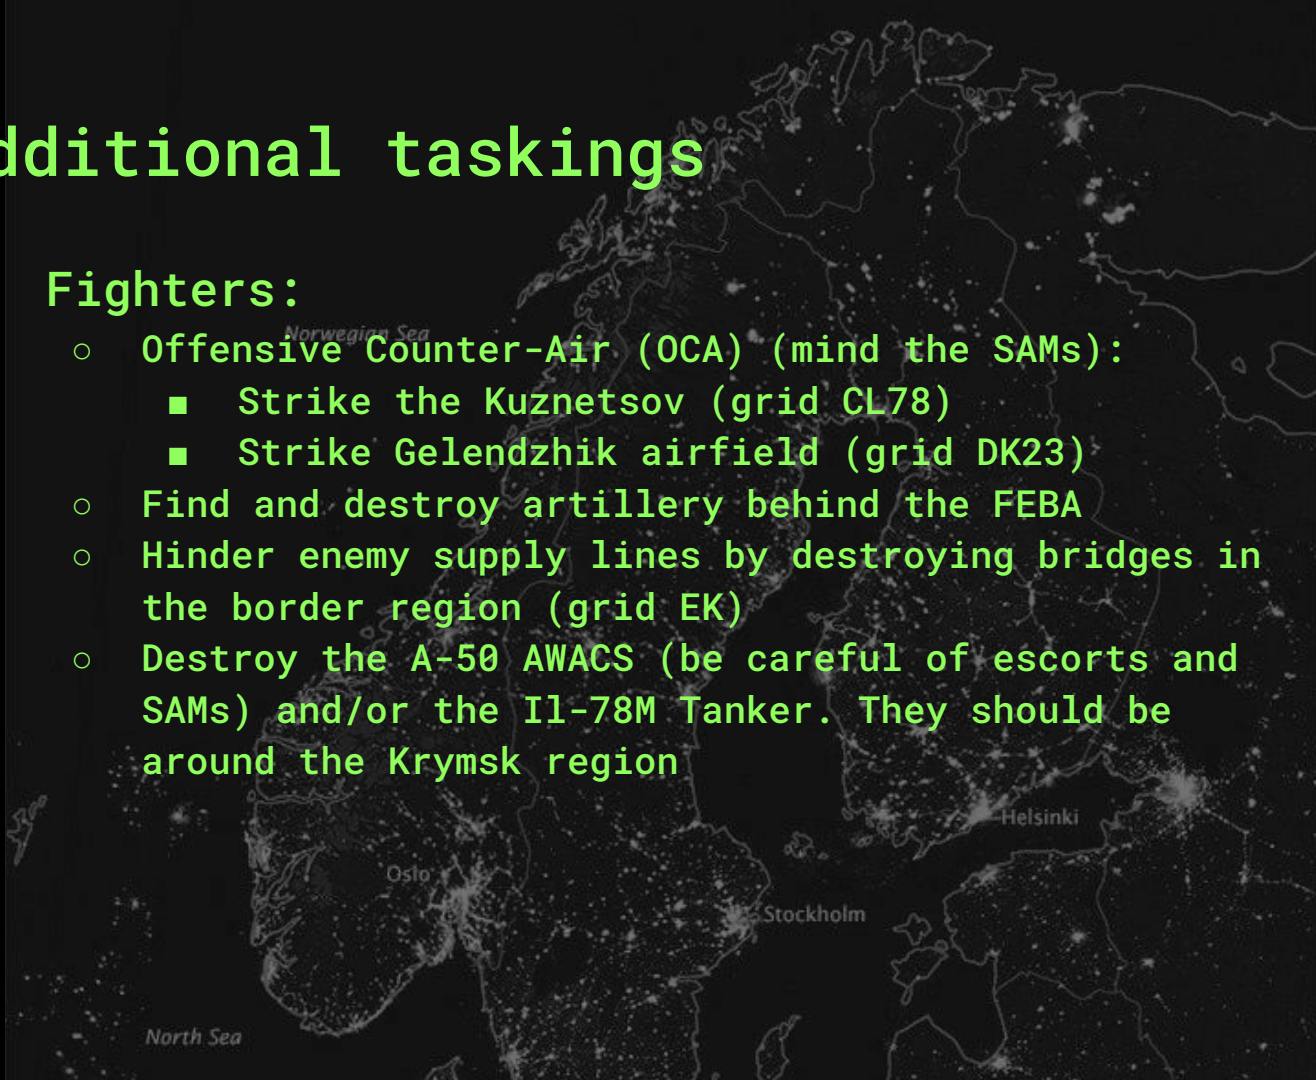 dditional taskings
Fighters:
Norwegian Sea
○ Offensive Counter-Air (OCA) (mind the SAMs):
■ Strike the Kuznetsov (grid CL78)
■ Strike Gelendzhik airfield (grid DK23)
○ Find and destroy artillery behind the FEBA
○ Hinder enemy supply lines by destroying bridges in
the border region (grid EK)
○ Destroy the A-50 AWACS (be careful of escorts and
SAMs) and/or the Il-78M Tanker. They should be
around the Krymsk region
Helsinki
Oslo
Stockholm
North Sea